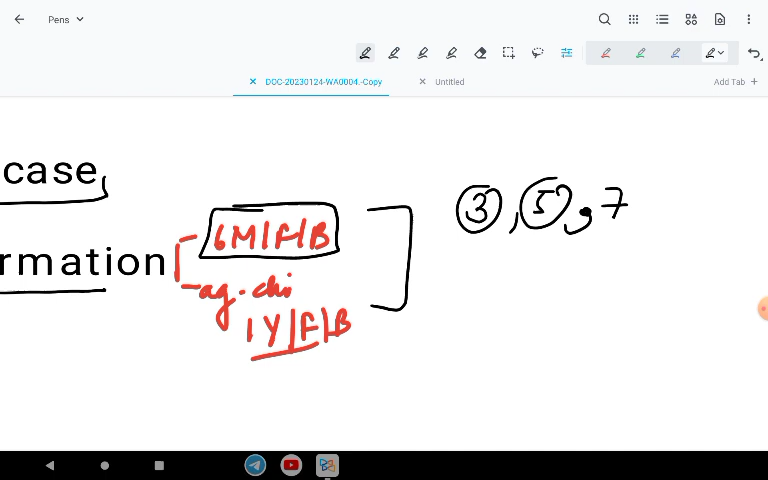 Pens
DOC-20230124-WA0004.-Copy
Untitled
Add Tab
case,
rmation
6M/F/B
ag. chi
1Y/F/B
3, 5, 7